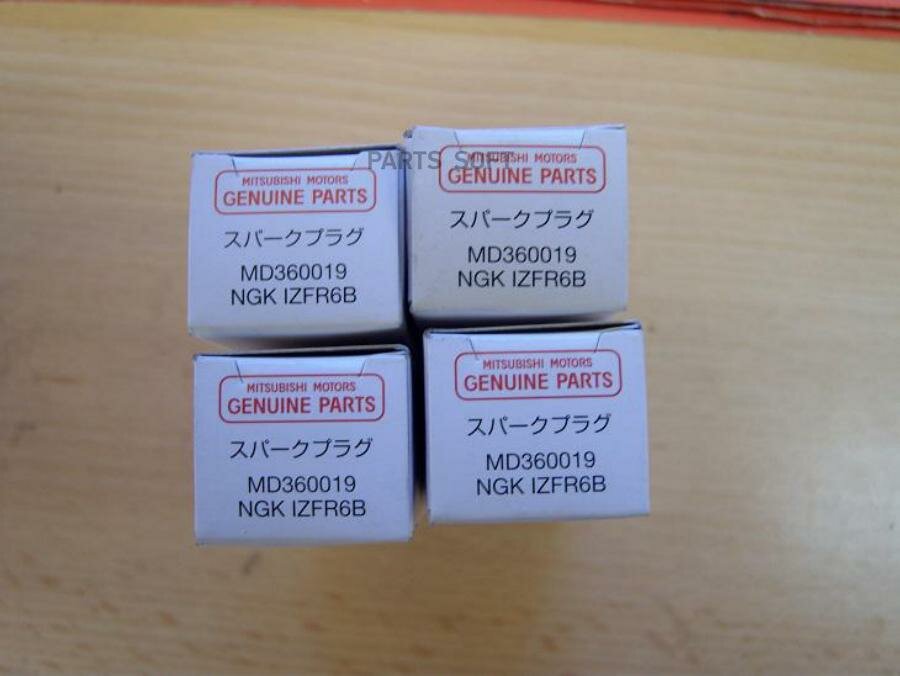 PARTS SOFT
MITSUBISHI MOTORS
GENUINE PARTS
スパークプラグ
MD360019
NGK IZFR6B
MITSUBISHI MOTORS
GENUINE PARTS
スパークプラグ
MD360019
NGK IZFR6B
MITSUBISHI MOTORS
GENUINE PARTS
スパークプラグ
MD360019
NGK IZFR6B
MITSUBISHI MOTORS
GENUINE PARTS
スパークプラグ
MD360019
NGK IZFR6B